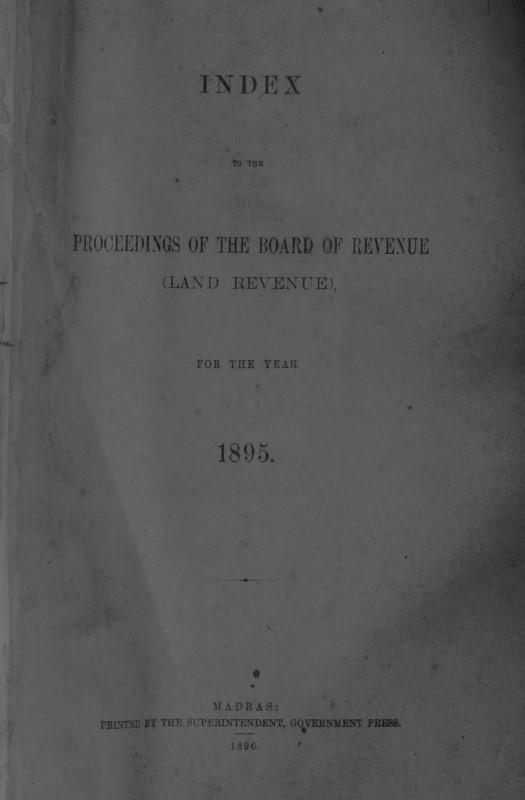 INDEX
TO THE
PROCEEDINGS OF THE BOARD OF REVENUE
(LAND REVENUE),
FOR THE YEAR
1895.
MADRAS:
PRINTED BY THE SUPERINTENDENT, GOVERNMENT PRESS.
1896.